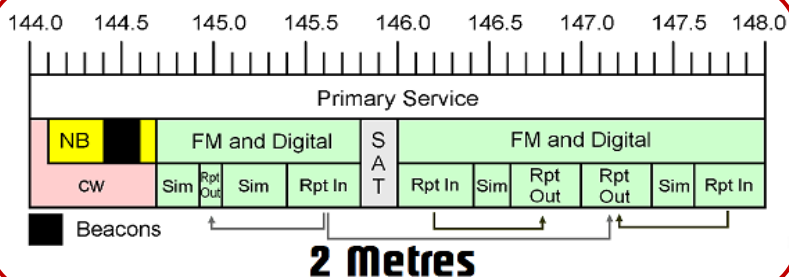 144.0 144.5 145.0 145.5 146.0 146.5 147.0 147.5 148.0
Primary Service
NB FM and Digital SAT FM and Digital
CW Sim Rpt Out Sim Rpt In Rpt In Sim Rpt Out Rpt Out Sim Rpt In
Beacons
2 Metres